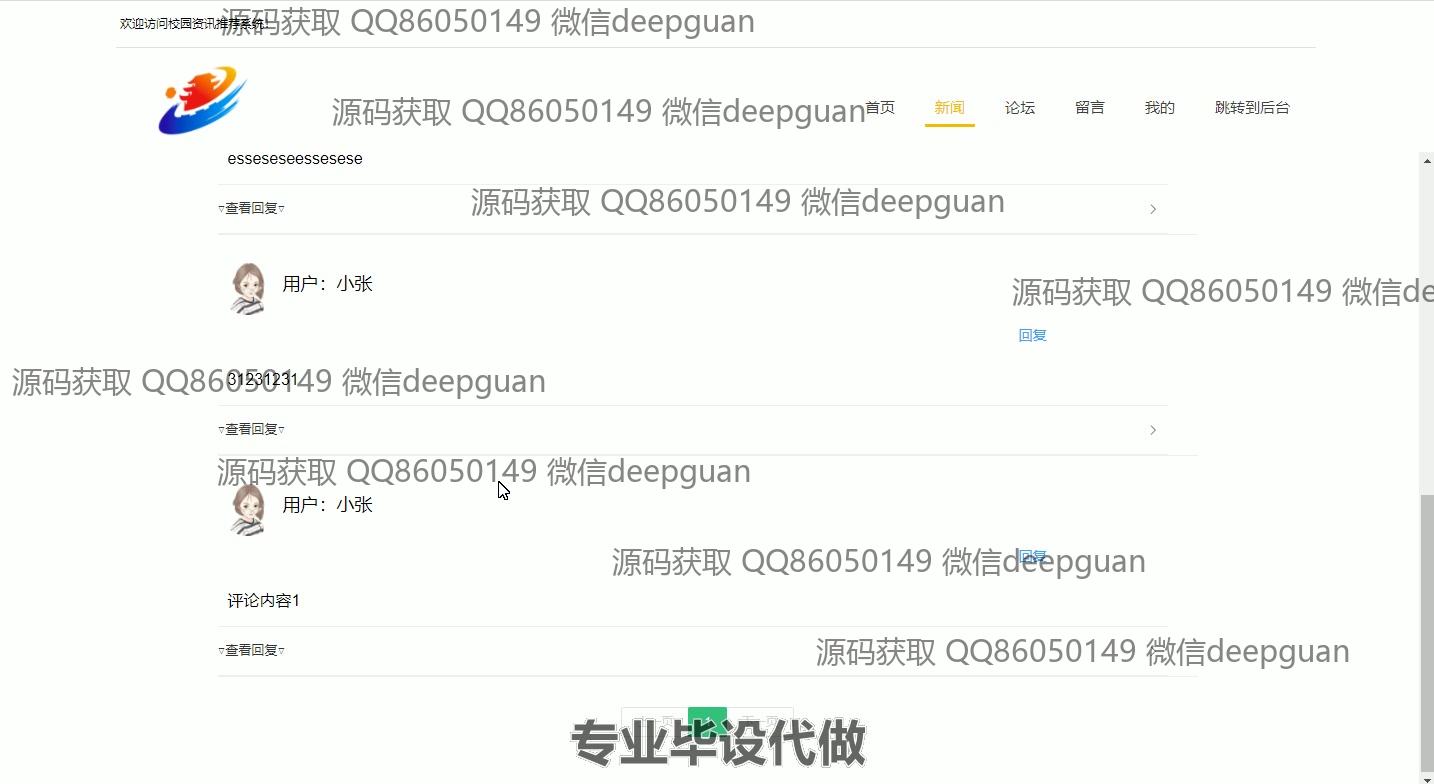 欢迎访问校园资讯推荐系统！
源码获取 QQ86050149 微信deepguan
源码获取 QQ86050149 微信deepguan
首页 新闻 论坛 留言 我的 跳转到后台
esseseseessesese
源码获取 QQ86050149 微信deepguan
▿查看回复▿
用户：小张
源码获取 QQ86050149 微信de
回复
31231231
源码获取 QQ86050149 微信deepguan
▿查看回复▿
源码获取 QQ86050149 微信deepguan
用户：小张
回复
源码获取 QQ86050149 微信deepguan
评论内容1
▿查看回复▿
源码获取 QQ86050149 微信deepguan
专业毕设代做